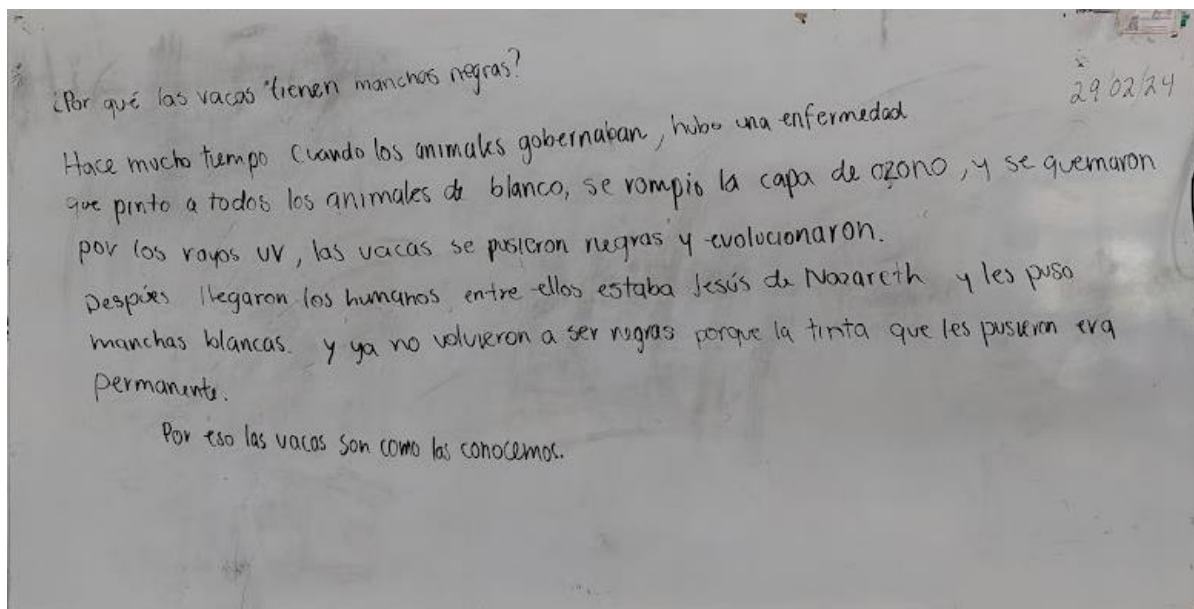 29/02/24
¿Por qué las vacas tienen manchas negras?
Hace mucho tiempo cuando los animales gobernaban, hubo una enfermedad
que pinto a todos los animales de blanco, se rompio la capa de ozono, y se quemaron
por los rayos UV, las vacas se pusieron negras y evolucionaron.
Despúes llegaron los humanos entre ellos estaba Jesús de Nazareth y les puso
manchas blancas. y ya no volvieron a ser negras porque la tinta que les pusieron era
permanente.
Por eso las vacas son como las conocemos.